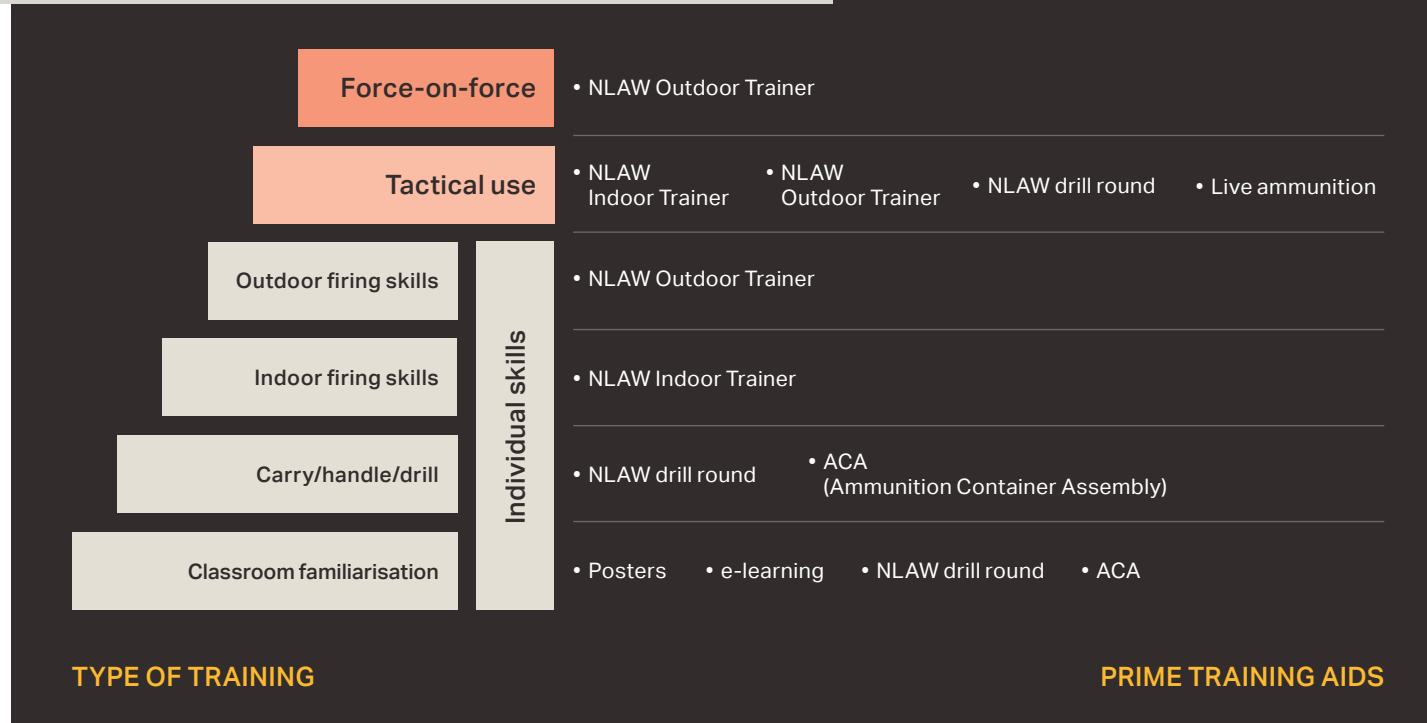 Force-on-force
• NLAW Outdoor Trainer
Tactical use
• NLAW
Indoor Trainer
• NLAW
Outdoor Trainer
• NLAW drill round
• Live ammunition
Outdoor firing skills
• NLAW Outdoor Trainer
Indoor firing skills
• NLAW Indoor Trainer
Carry/handle/drill
• NLAW drill round
• ACA
(Ammunition Container Assembly)
Classroom familiarisation
• Posters
• e-learning
• NLAW drill round
• ACA
Individual skills
TYPE OF TRAINING
PRIME TRAINING AIDS